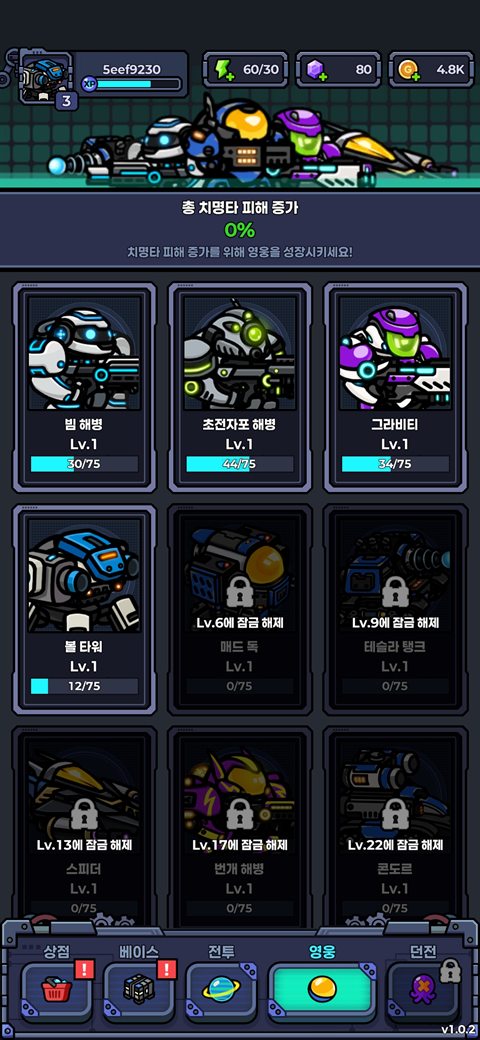 5eef9230
XP
3
60/30
80
4.8K
총 치명타 피해 증가
0%
치명타 피해 증가를 위해 영웅을 성장시키세요!
빔 해병
Lv.1
30/75
초전자포 해병
Lv.1
44/75
그라비티
Lv.1
34/75
볼 타워
Lv.1
12/75
Lv.6에 잠금 해제
매드 독
Lv.1
0/75
Lv.9에 잠금 해제
테슬라 탱크
Lv.1
0/75
Lv.13에 잠금 해제
스피더
Lv.1
0/75
Lv.17에 잠금 해제
번개 해병
Lv.1
0/75
Lv.22에 잠금 해제
콘도르
Lv.1
0/75
상점
베이스
전투
영웅
던전
v1.0.2